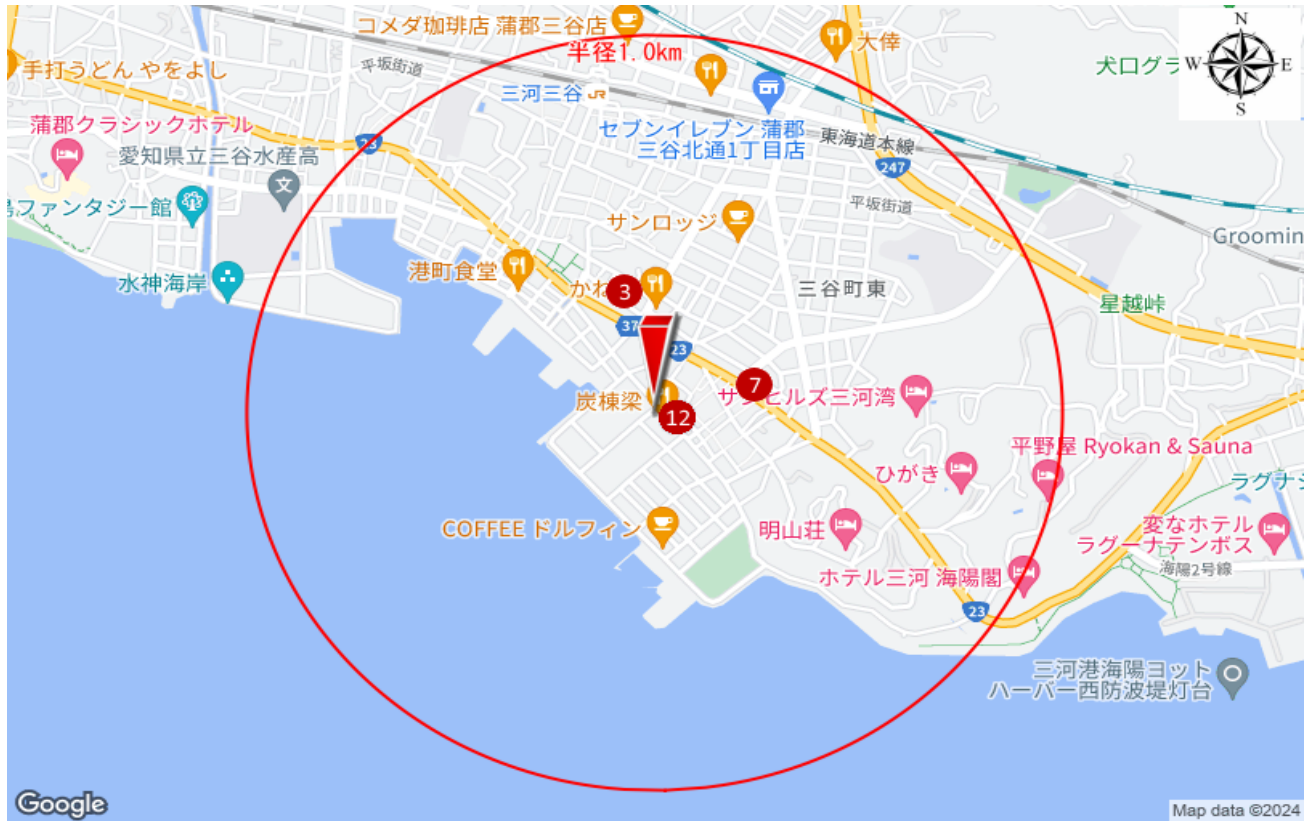 コメダ珈琲店 蒲郡三谷店
半径1.0km
大倖
N
W
E
S
犬口グラ
手打うどん やをよし
平坂街道
三河三谷
JR
セブンイレブン 蒲郡
三谷北通1丁目店
東海道本線
蒲郡クラシックホテル
23
愛知県立三谷水産高
文
247
島ファンタジー館
平坂街道
サンロッジ
Groomin
水神海岸
港町食堂
かね
3
三谷町東
星越峠
37
23
炭棟梁
7
サンヒルズ三河湾
12
平野屋 Ryokan & Sauna
ひがき
ラグナシ
COFFEE ドルフィン
明山荘
変なホテル
ラグーナテンボス
ホテル三河 海陽閣
海陽2号線
23
三河港海陽ヨット
ハーバー西防波堤灯台
Google
Map data ©2024